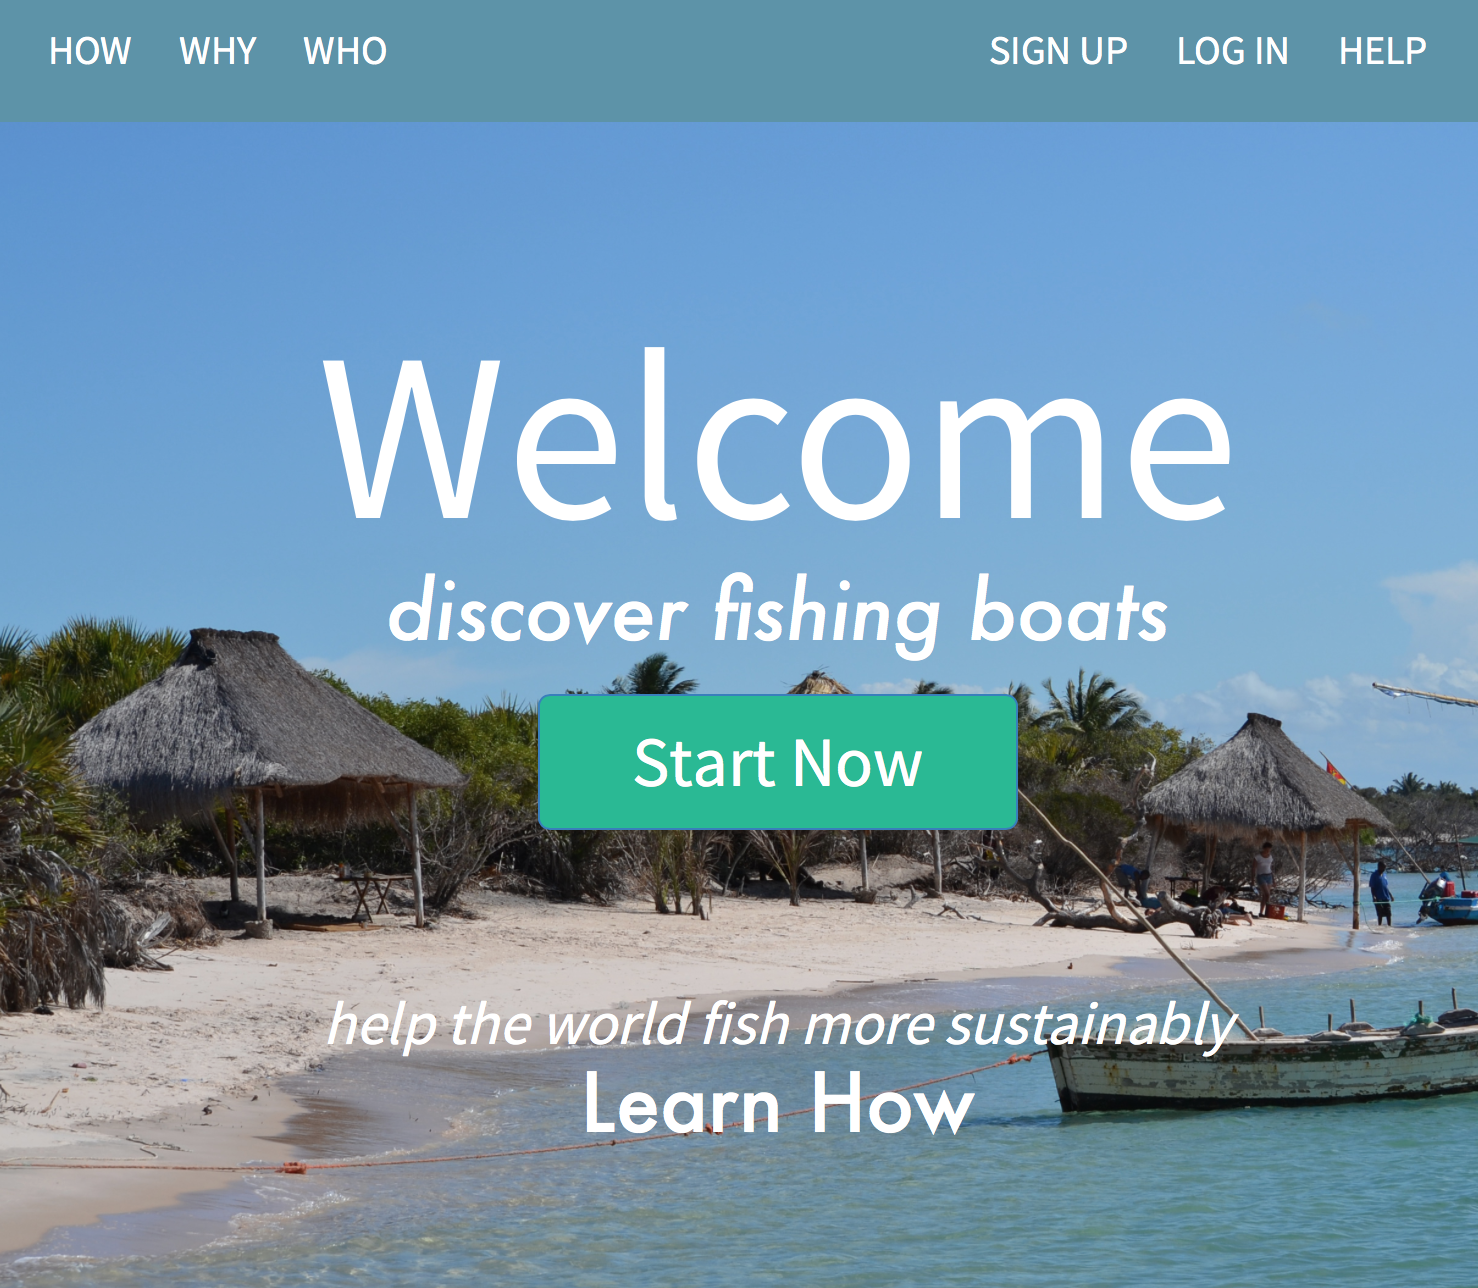 HOW WHY WHO SIGN UP LOG IN HELP
Welcome
discover fishing boats
Start Now
help the world fish more sustainably
Learn How